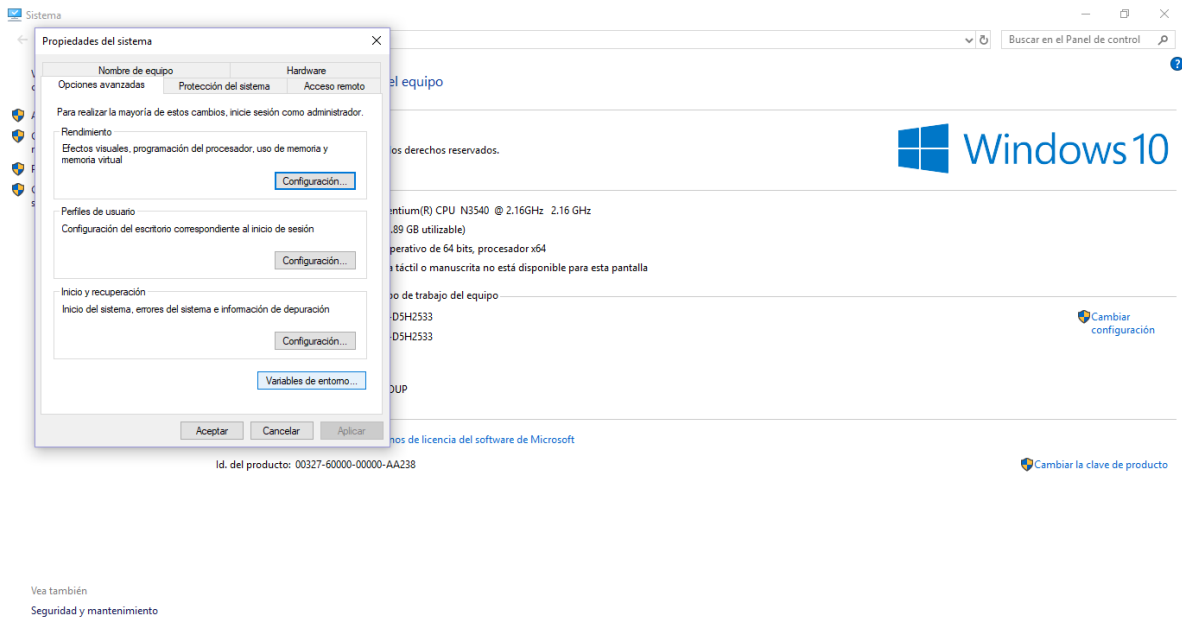 Sistema
Buscar en el Panel de control
Propiedades del sistema
Nombre de equipo
Hardware
Opciones avanzadas
Protección del sistema
Acceso remoto
Para realizar la mayoría de estos cambios, inicie sesión como administrador.
Rendimiento
Efectos visuales, programación del procesador, uso de memoria y
memoria virtual
Configuración...
Perfiles de usuario
Configuración del escritorio correspondiente al inicio de sesión
Configuración...
Inicio y recuperación
Inicio del sistema, errores del sistema e información de depuración
Configuración...
Variables de entorno...
Aceptar
Cancelar
Aplicar
el equipo
los derechos reservados.
Windows 10
entium(R) CPU N3540 @ 2.16GHz 2.16 GHz
.89 GB utilizable)
perativo de 64 bits, procesador x64
táctil o manuscrita no está disponible para esta pantalla
po de trabajo del equipo
-D5H2533
Cambiar
configuración
-D5H2533
OUP
nos de licencia del software de Microsoft
Id. del producto: 00327-60000-00000-AA238
Cambiar la clave de producto
Vea también
Seguridad y mantenimiento